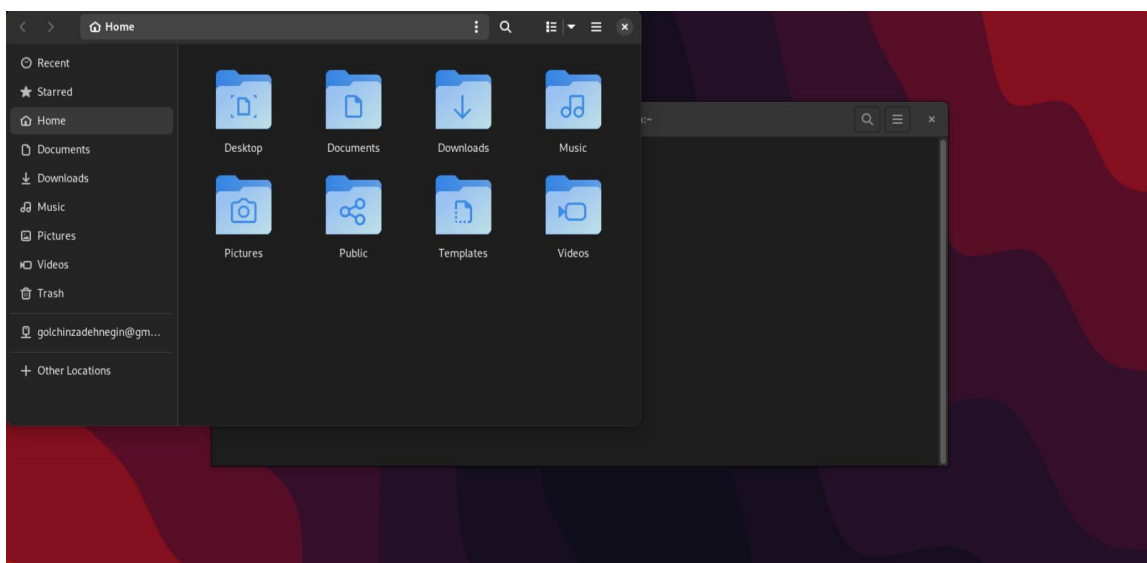 Home
Recent
Starred
Home
Documents
Downloads
Music
Pictures
Videos
Trash
golchinzadehnegin@gm...
Other Locations
Desktop Documents Downloads Music
Pictures Public Templates Videos
:~